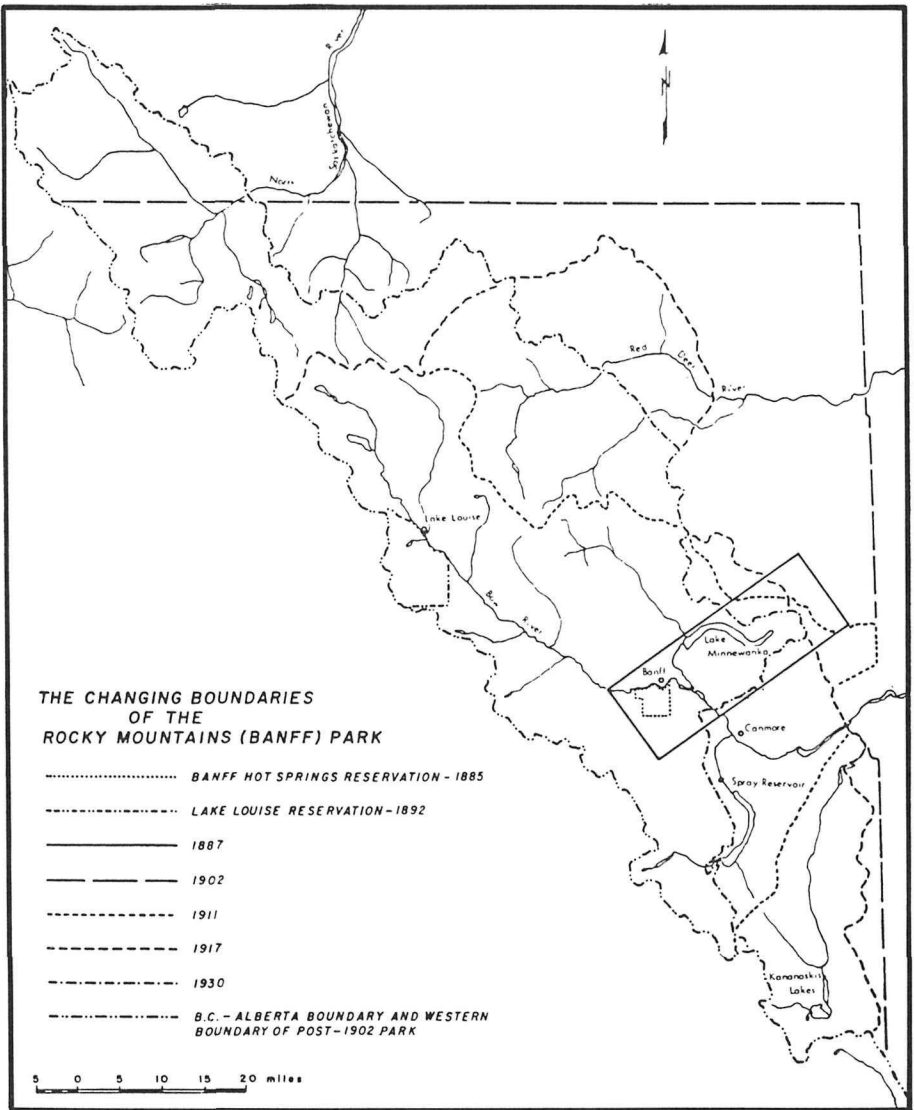 River
N
Saskatchewan
North
Red
Deer
River
Lake Louise
Bow
River
Lake
Minnewanka
Banff
Canmore
Spray Reservoir
Kananaskis
Lakes
THE CHANGING BOUNDARIES
OF THE
ROCKY MOUNTAINS (BANFF) PARK
BANFF HOT SPRINGS RESERVATION - 1885
LAKE LOUISE RESERVATION - 1892
1887
1902
1911
1917
1930
B.C. - ALBERTA BOUNDARY AND WESTERN
BOUNDARY OF POST-1902 PARK
5 0 5 10 15 20 miles